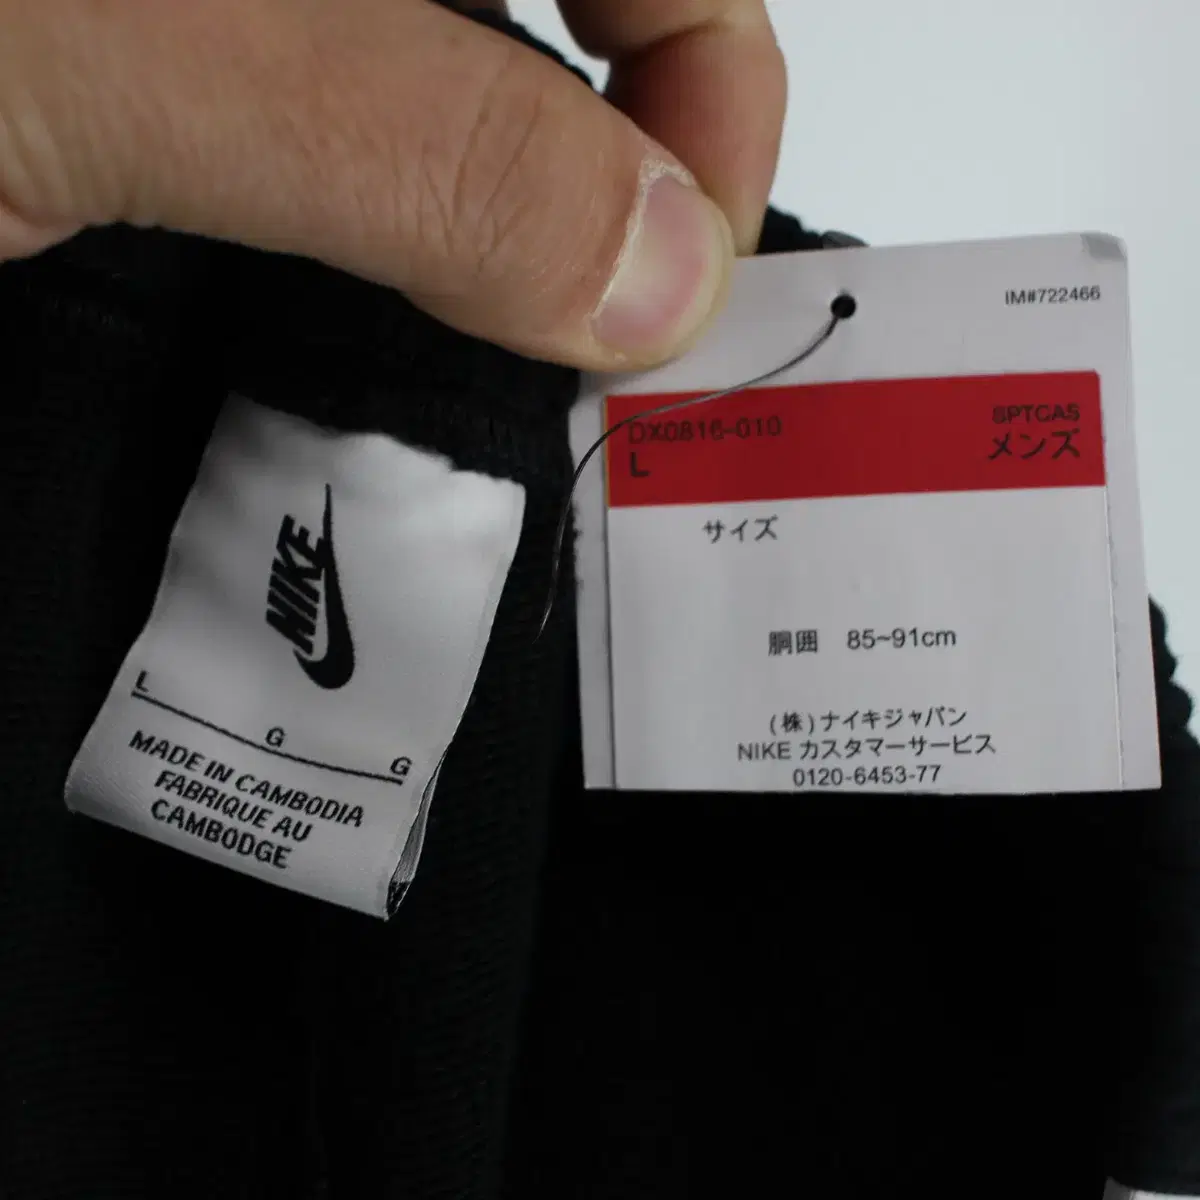 NIKE
L
G
G
MADE IN CAMBODIA
FABRIQUE AU
CAMBODGE
IM#722466
DX0816-010
SPTCAS
L
メンズ
サイズ
胴囲 85~91cm
(株)ナイキジャパン
NIKE カスタマーサービス
0120-6453-77